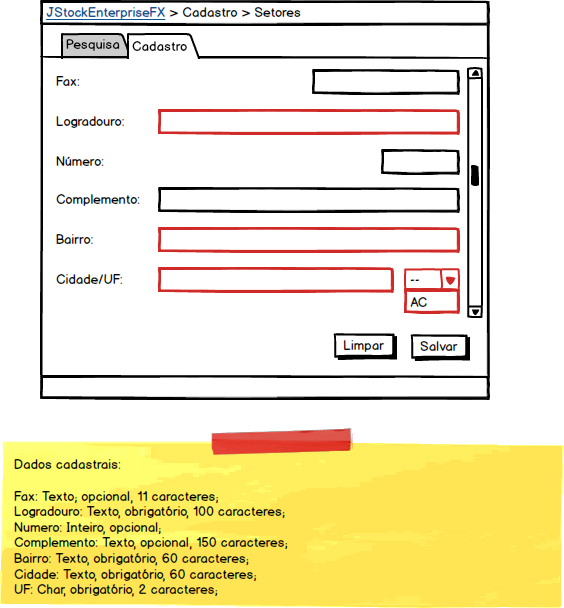 JStockEnterpriseFX > Cadastro > Setores
Pesquisa Cadastro
Fax:
Logradouro:
Número:
Complemento:
Bairro:
Cidade/UF: --
AC
Limpar Salvar
Dados cadastrais:
Fax: Texto; opcional, 11 caracteres;
Logradouro: Texto, obrigatório, 100 caracteres;
Numero: Inteiro, opcional;
Complemento: Texto, opcional, 150 caracteres;
Bairro: Texto, obrigatório, 60 caracteres;
Cidade: Texto, obrigatório, 60 caracteres;
UF: Char, obrigatório, 2 caracteres;